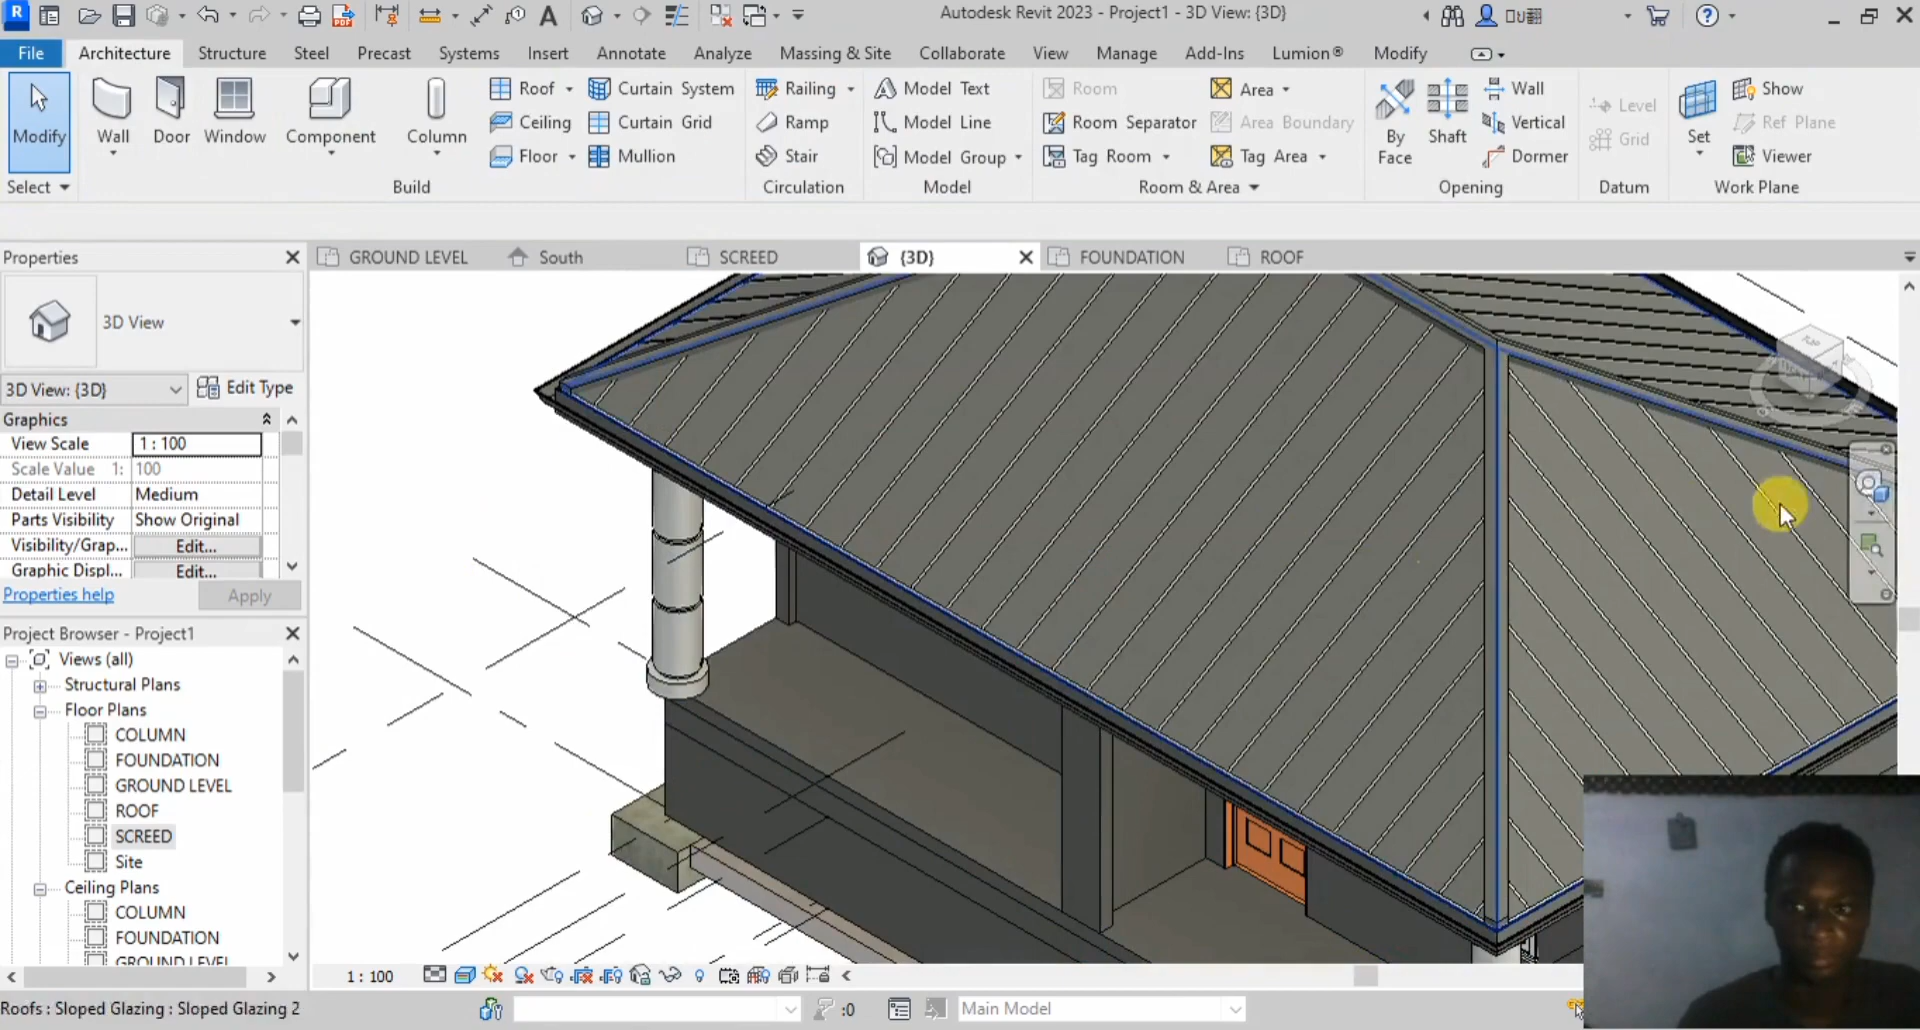 R
Autodesk Revit 2023 - Project1 - 3D View: {3D}
File Architecture Structure Steel Precast Systems Insert Annotate Analyze Massing & Site Collaborate View Manage Add-Ins Lumion® Modify
Modify
Select
Wall
Door
Window
Component
Column
Roof
Ceiling
Floor
Curtain System
Curtain Grid
Mullion
Build
Railing
Ramp
Stair
Circulation
Model Text
Model Line
Model Group
Model
Room
Room Separator
Tag Room
Area
Area Boundary
Tag Area
Room & Area
By Face
Shaft
Wall
Vertical
Dormer
Opening
Level
Grid
Datum
Set
Show
Ref Plane
Viewer
Work Plane
Properties
GROUND LEVEL South SCREED {3D} FOUNDATION ROOF
3D View
3D View: {3D} Edit Type
Graphics
View Scale 1 : 100
Scale Value 1: 100
Detail Level Medium
Parts Visibility Show Original
Visibility/Grap... Edit...
Graphic Displ... Edit...
Properties help Apply
Project Browser - Project1
Views (all)
Structural Plans
Floor Plans
COLUMN
FOUNDATION
GROUND LEVEL
ROOF
SCREED
Site
Ceiling Plans
COLUMN
FOUNDATION
GROUND LEVEL
1 : 100
Roofs : Sloped Glazing : Sloped Glazing 2
:0
Main Model